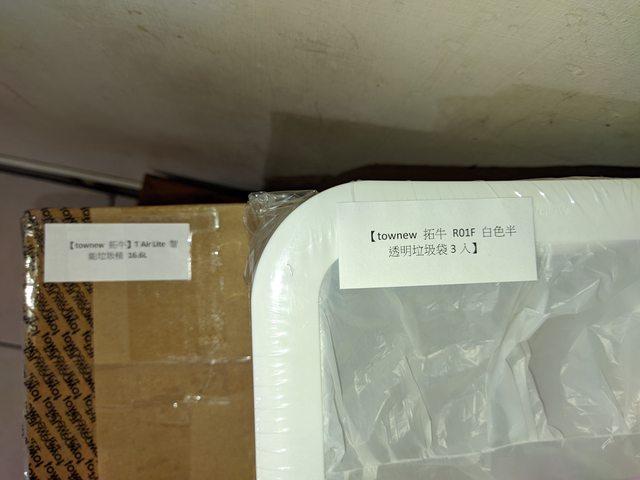 【townew 拓牛】T Air Lite 智
能垃圾桶 16.6L
【townew 拓牛 R01F 白色半
透明垃圾袋 3 入】